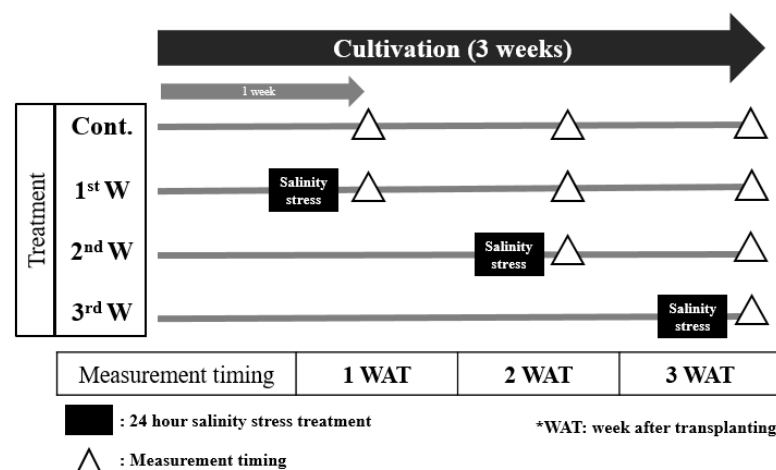 Cultivation (3 weeks)
1 week
Treatment
Cont.
1st W
Salinity
stress
2nd W
Salinity
stress
3rd W
Salinity
stress
Measurement timing 1 WAT 2 WAT 3 WAT
: 24 hour salinity stress treatment
*WAT: week after transplanting
: Measurement timing